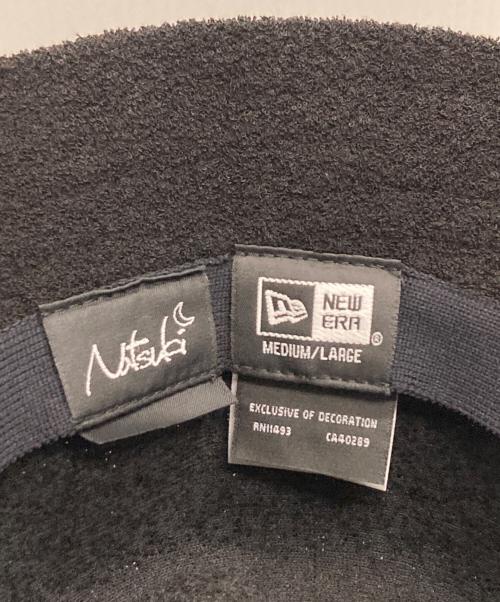 Natsuki
NEW
ERA
®
MEDIUM/LARGE
EXCLUSIVE OF DECORATION
RN11493 CA40289